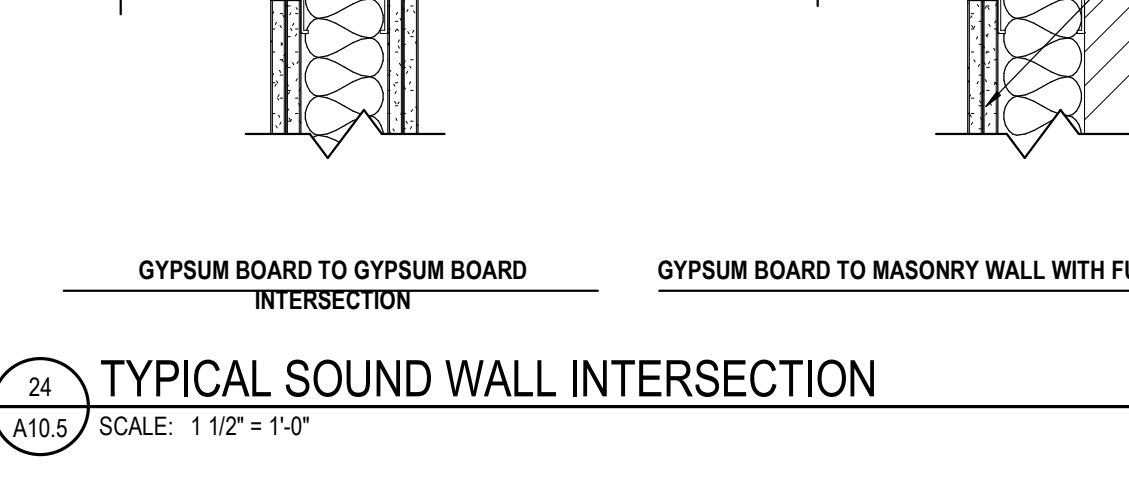 GYPSUM BOARD TO GYPSUM BOARD
INTERSECTION
GYPSUM BOARD TO MASONRY WALL WITH
24
A10.5
TYPICAL SOUND WALL INTERSECTION
SCALE: 1 1/2" = 1'-0"